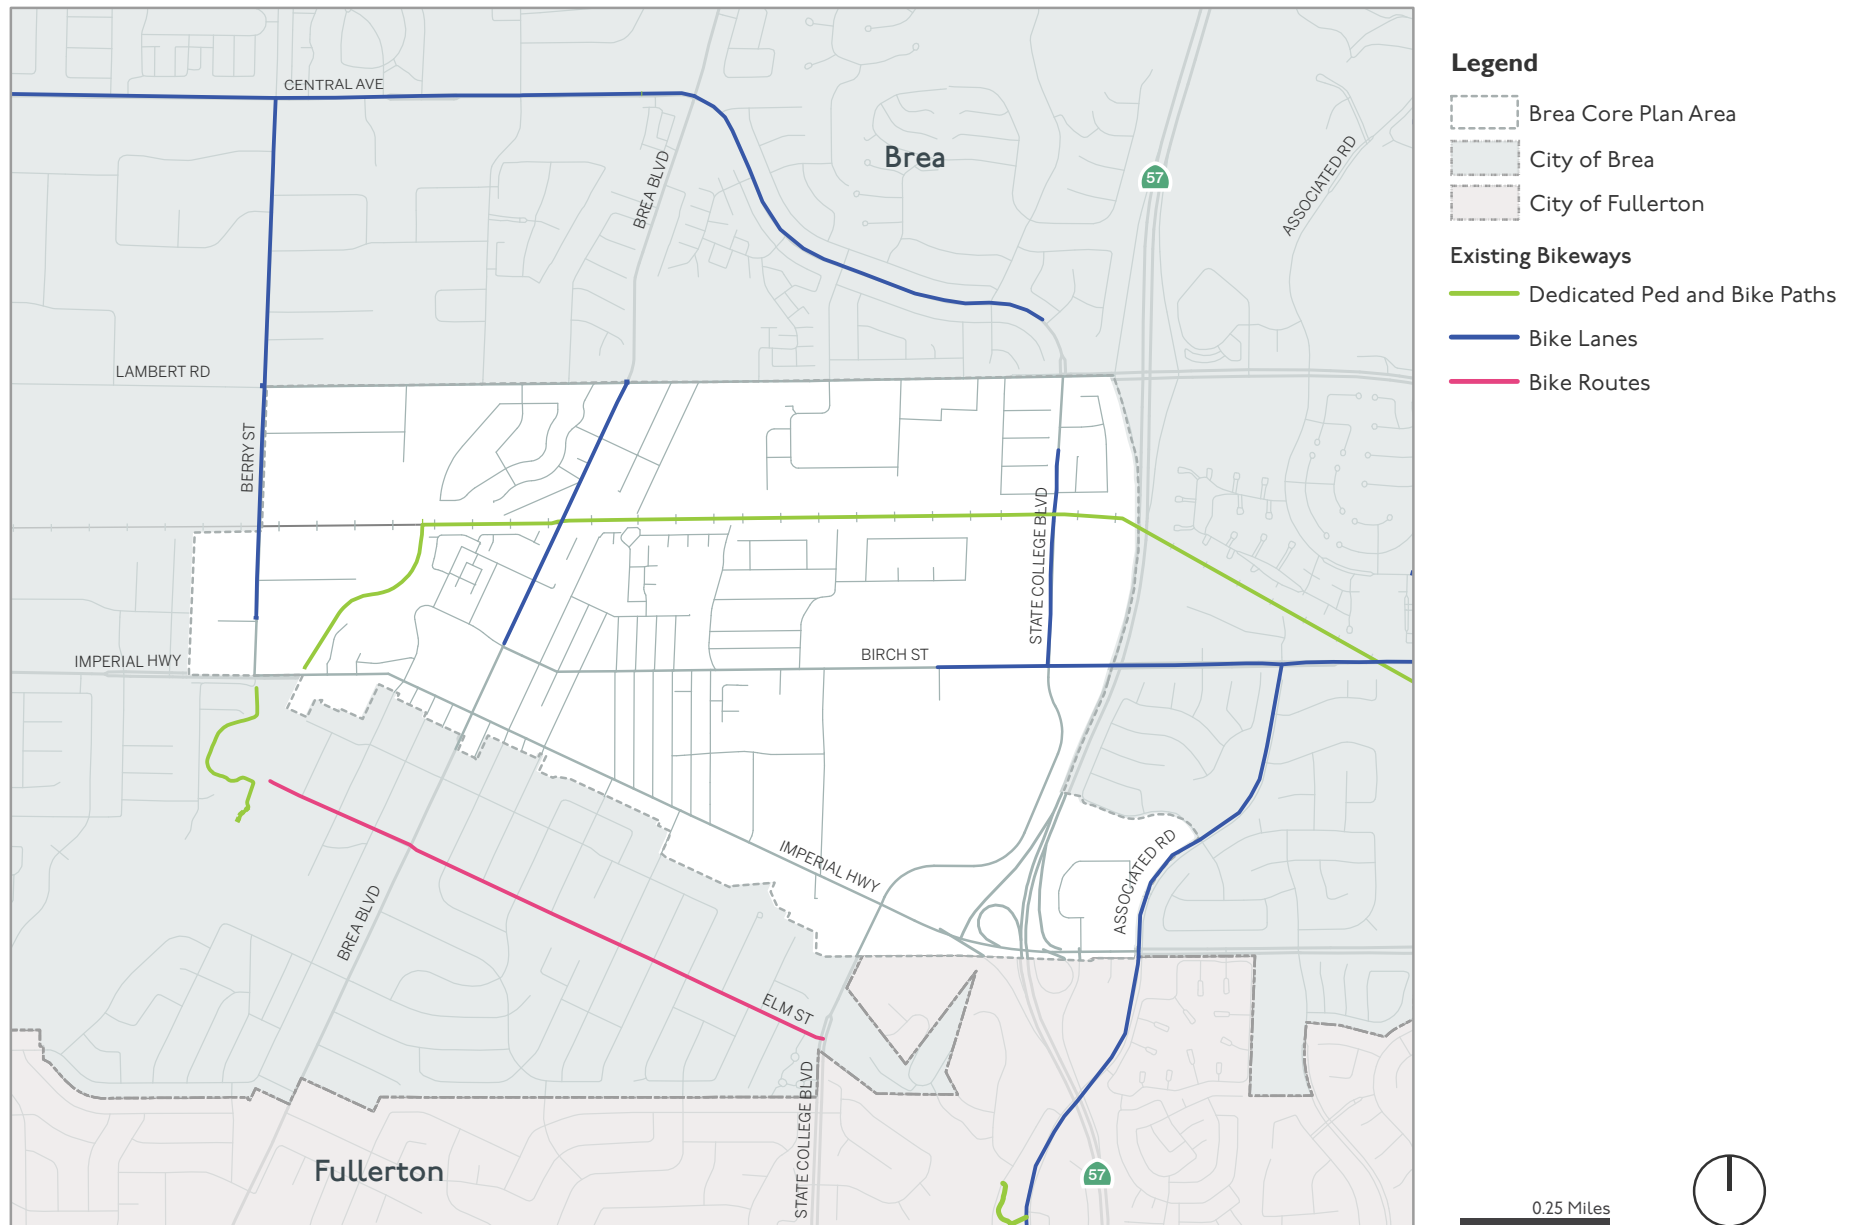 CENTRAL AVE
Brea
BREA BLVD
57
ASSOCIATED RD
LAMBERT RD
BERRY ST
STATE COLLEGE BLVD
IMPERIAL HWY
BIRCH ST
IMPERIAL HWY
ASSOCIATED RD
BREA BLVD
ELM ST
STATE COLLEGE BLVD
Fullerton
57
Legend
Brea Core Plan Area
City of Brea
City of Fullerton
Existing Bikeways
Dedicated Ped and Bike Paths
Bike Lanes
Bike Routes
0.25 Miles